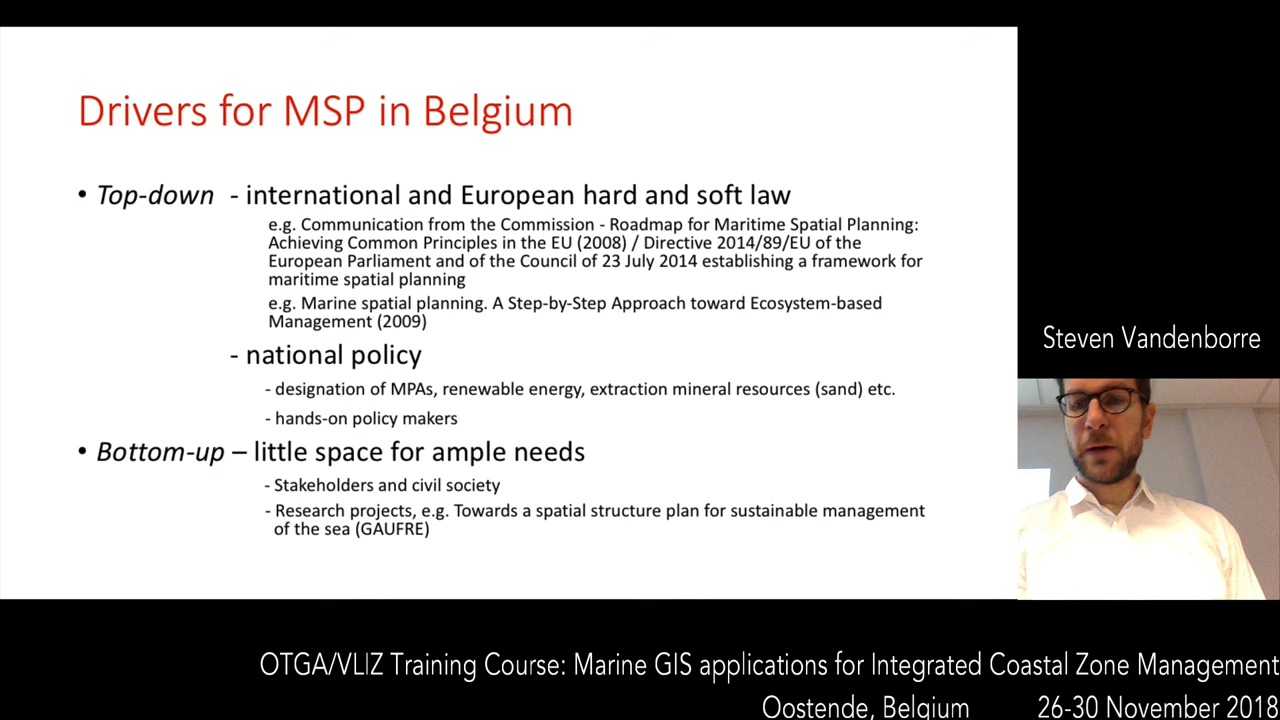 Drivers for MSP in Belgium
• Top-down - international and European hard and soft law
e.g. Communication from the Commission - Roadmap for Maritime Spatial Planning:
Achieving Common Principles in the EU (2008) / Directive 2014/89/EU of the
European Parliament and of the Council of 23 July 2014 establishing a framework for
maritime spatial planning
e.g. Marine spatial planning. A Step-by-Step Approach toward Ecosystem-based
Management (2009)
- national policy
- designation of MPAs, renewable energy, extraction mineral resources (sand) etc.
- hands-on policy makers
• Bottom-up – little space for ample needs
- Stakeholders and civil society
- Research projects, e.g. Towards a spatial structure plan for sustainable management
of the sea (GAUFRE)
Steven Vandenborre
OTGA/VLIZ Training Course: Marine GIS applications for Integrated Coastal Zone Management
Oostende, Belgium 26-30 November 2018